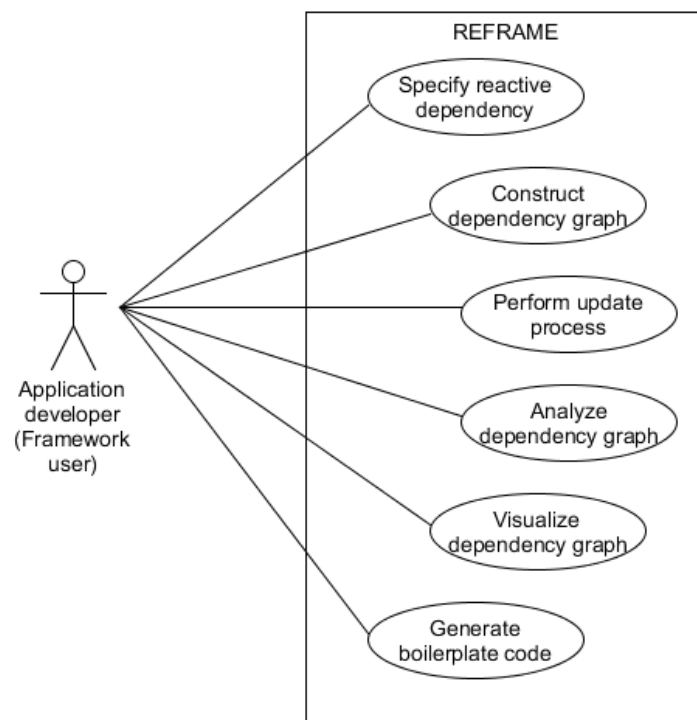 REFRAME
Specify reactive
dependency
Construct
dependency graph
Perform update
process
Analyze
dependency graph
Visualize
dependency graph
Generate
boilerplate code
Application
developer
(Framework
user)